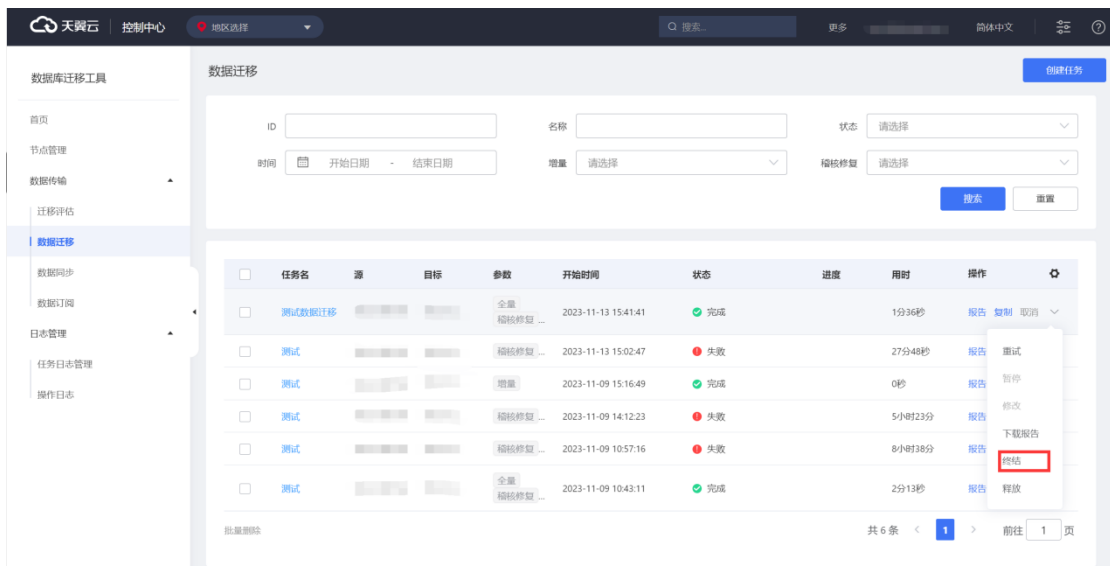 天翼云 控制中心 地区选择 搜索... 更多 简体中文
数据库迁移工具
首页
节点管理
数据传输
迁移评估
数据迁移
数据同步
数据订阅
日志管理
任务日志管理
操作日志
数据迁移 创建任务
ID 名称 状态 请选择
时间 开始日期 - 结束日期 增量 请选择 稽核修复 请选择
搜索 重置
任务名 源 目标 参数 开始时间 状态 进度 用时 操作
测试数据迁移 全量 稽核修复 ... 2023-11-13 15:41:41 完成 1分36秒 报告 复制 取消
测试 稽核修复 ... 2023-11-13 15:02:47 失败 27分48秒 报告
测试 增量 2023-11-09 15:16:49 完成 0秒 报告
测试 稽核修复 ... 2023-11-09 14:12:23 失败 5小时23分 报告
测试 稽核修复 ... 2023-11-09 10:57:16 失败 8小时38分 报告
测试 全量 稽核修复 ... 2023-11-09 10:43:11 完成 2分13秒 报告
重试
暂停
修改
下载报告
终结
释放
批量删除 共 6 条 1 前往 1 页